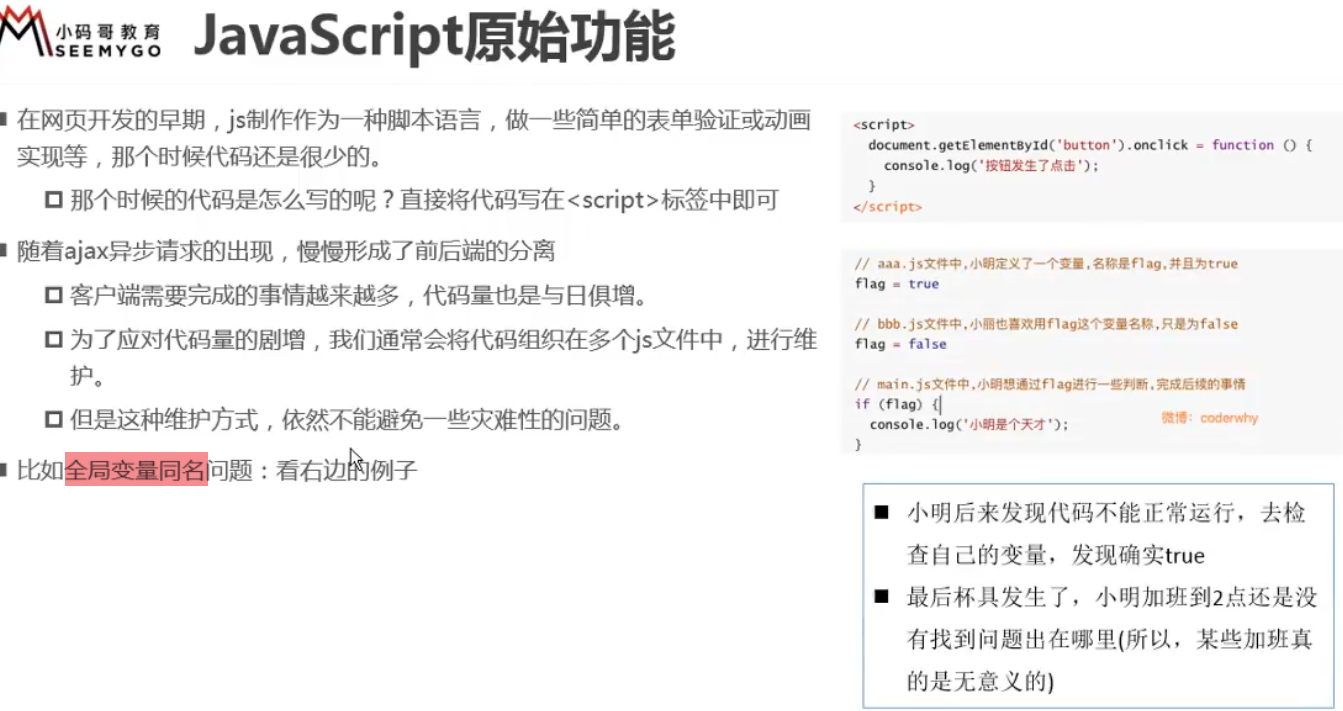 小码哥教育
SEEMYGO
JavaScript原始功能
在网页开发的早期，js制作作为一种脚本语言，做一些简单的表单验证或动画
实现等，那个时候代码还是很少的。
那个时候的代码是怎么写的呢？直接将代码写在<script>标签中即可
随着ajax异步请求的出现，慢慢形成了前后端的分离
客户端需要完成的事情越来越多，代码量也是与日俱增。
为了应对代码量的剧增，我们通常会将代码组织在多个js文件中，进行维
护。
但是这种维护方式，依然不能避免一些灾难性的问题。
比如全局变量同名问题：看右边的例子
<script>
document.getElementById('button').onclick = function () {
console.log('按钮发生了点击');
}
</script>
// aaa.js文件中,小明定义了一个变量,名称是flag,并且为true
flag = true
// bbb.js文件中,小丽也喜欢用flag这个变量名称,只是为false
flag = false
// main.js文件中,小明想通过flag进行一些判断,完成后续的事情
if (flag) {
console.log('小明是个天才');
}
微博：coderwhy
小明后来发现代码不能正常运行，去检
查自己的变量，发现确实true
最后杯具发生了，小明加班到2点还是没
有找到问题出在哪里(所以，某些加班真
的是无意义的)